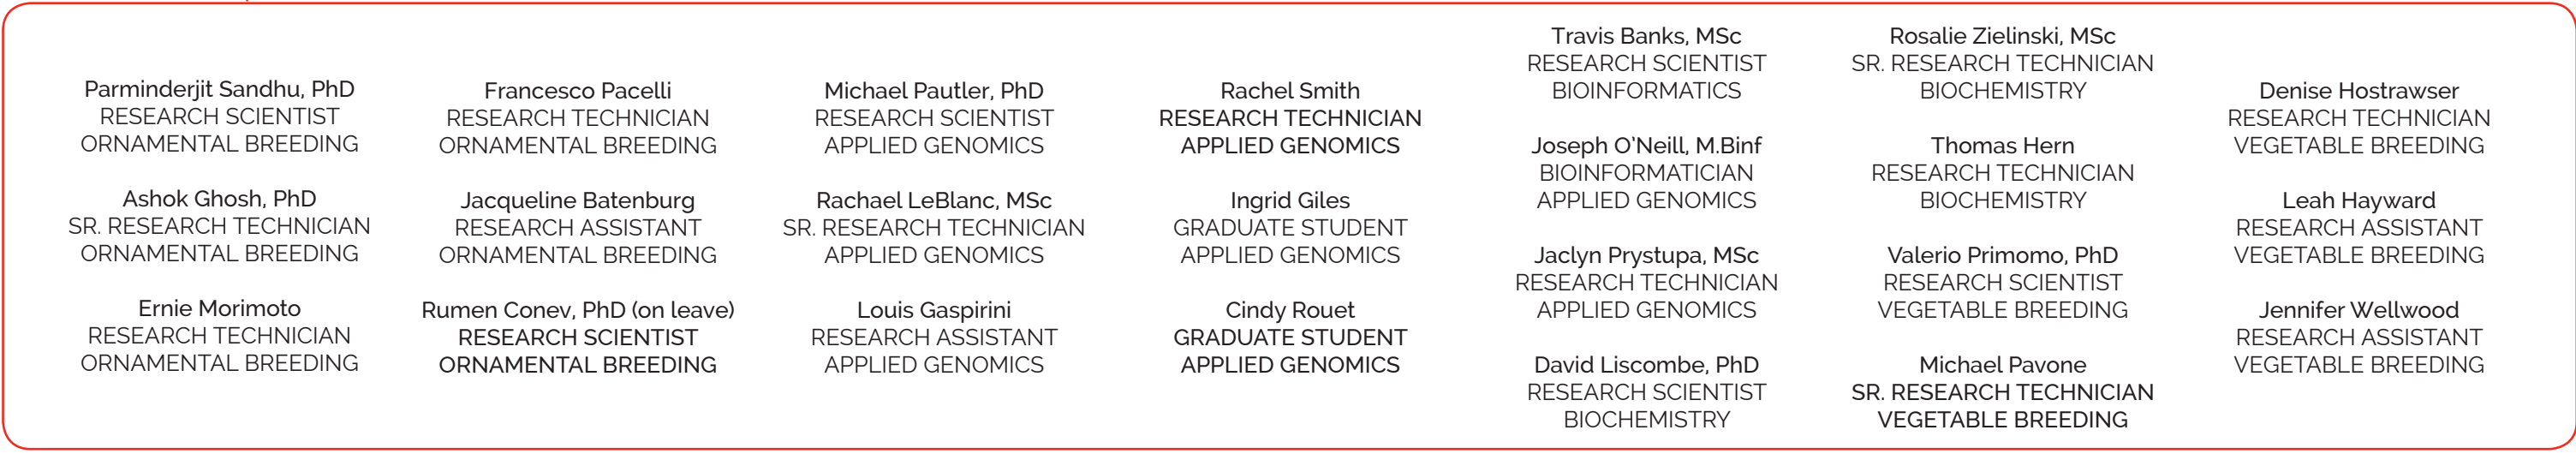 Parminderjit Sandhu, PhD
RESEARCH SCIENTIST
ORNAMENTAL BREEDING
Ashok Ghosh, PhD
SR. RESEARCH TECHNICIAN
ORNAMENTAL BREEDING
Ernie Morimoto
RESEARCH TECHNICIAN
ORNAMENTAL BREEDING
Francesco Pacelli
RESEARCH TECHNICIAN
ORNAMENTAL BREEDING
Jacqueline Batenburg
RESEARCH ASSISTANT
ORNAMENTAL BREEDING
Rumen Conev, PhD (on leave)
RESEARCH SCIENTIST
ORNAMENTAL BREEDING
Michael Pautler, PhD
RESEARCH SCIENTIST
APPLIED GENOMICS
Rachael LeBlanc, MSc
SR. RESEARCH TECHNICIAN
APPLIED GENOMICS
Louis Gaspirini
RESEARCH ASSISTANT
APPLIED GENOMICS
Rachel Smith
RESEARCH TECHNICIAN
APPLIED GENOMICS
Ingrid Giles
GRADUATE STUDENT
APPLIED GENOMICS
Cindy Rouet
GRADUATE STUDENT
APPLIED GENOMICS
Travis Banks, MSc
RESEARCH SCIENTIST
BIOINFORMATICS
Joseph O'Neill, M.Binf
BIOINFORMATICIAN
APPLIED GENOMICS
Jaclyn Prystupa, MSc
RESEARCH TECHNICIAN
APPLIED GENOMICS
David Liscombe, PhD
RESEARCH SCIENTIST
BIOCHEMISTRY
Rosalie Zielinski, MSc
SR. RESEARCH TECHNICIAN
BIOCHEMISTRY
Thomas Hern
RESEARCH TECHNICIAN
BIOCHEMISTRY
Valerio Primomo, PhD
RESEARCH SCIENTIST
VEGETABLE BREEDING
Michael Pavone
SR. RESEARCH TECHNICIAN
VEGETABLE BREEDING
Denise Hostrawser
RESEARCH TECHNICIAN
VEGETABLE BREEDING
Leah Hayward
RESEARCH ASSISTANT
VEGETABLE BREEDING
Jennifer Wellwood
RESEARCH ASSISTANT
VEGETABLE BREEDING